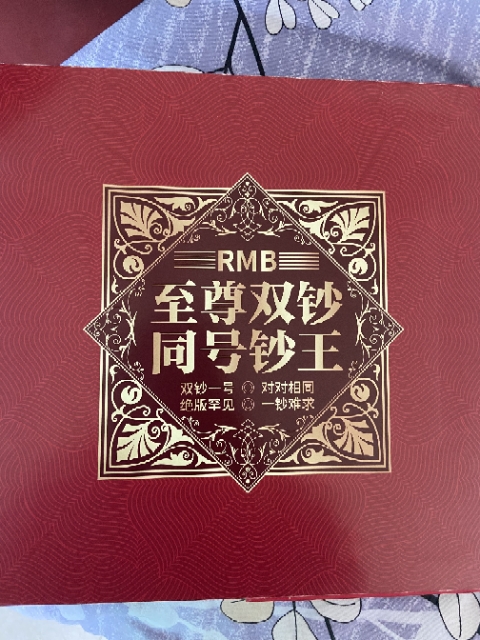 RMB
至尊双钞
同号钞王
双钞一号 对对相同
绝版罕见 一钞难求